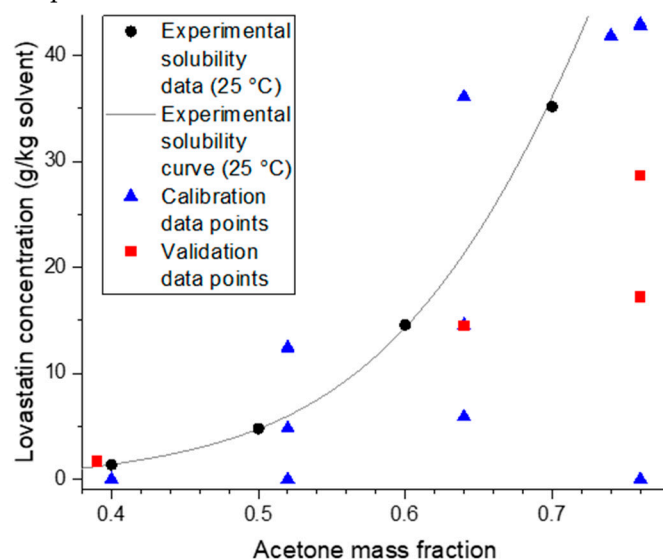 Experimental
solubility
data (25 °C)
Experimental
solubility
curve (25 °C)
Calibration
data points
Validation
data points
Lovastatin concentration (g/kg solvent)
40
30
20
10
0
0.4 0.5 0.6 0.7
Acetone mass fraction